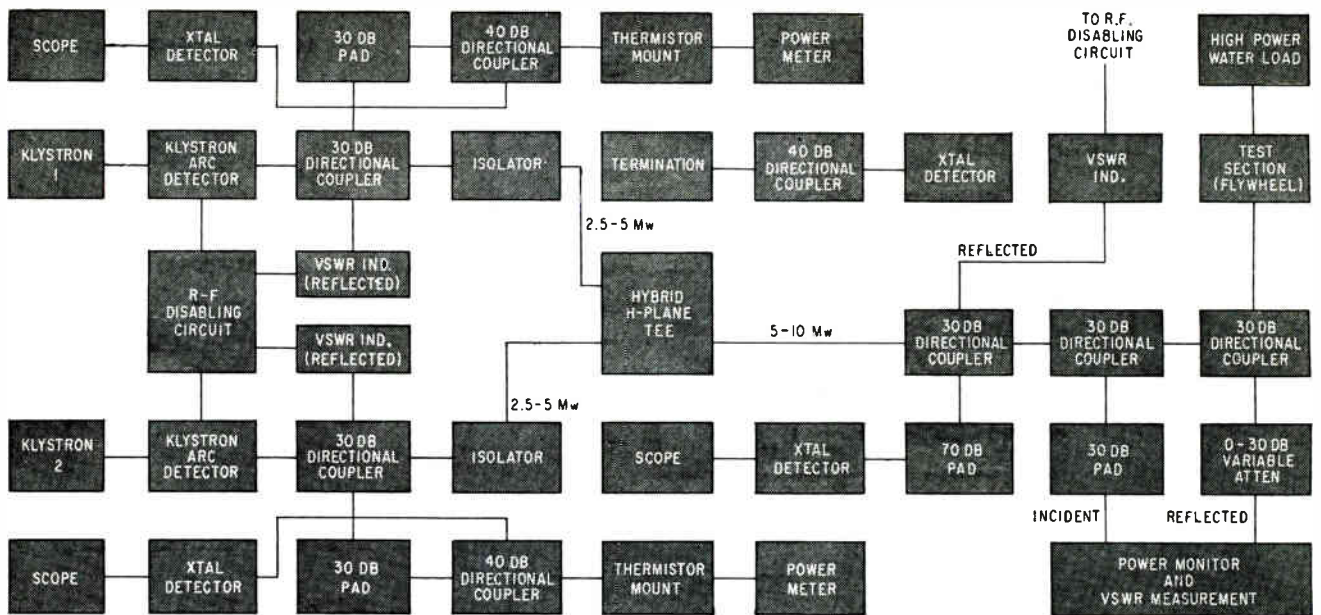 SCOPE
XTAL
DETECTOR
30 DB
PAD
40 DB
DIRECTIONAL
COUPLER
THERMISTOR
MOUNT
POWER
METER
TO R.F.
DISABLING
CIRCUIT
HIGH POWER
WATER LOAD
KLYSTRON
1
KLYSTRON
ARC
DETECTOR
30 DB
DIRECTIONAL
COUPLER
ISOLATOR
TERMINATION
40 DB
DIRECTIONAL
COUPLER
XTAL
DETECTOR
VSWR
IND.
TEST
SECTION
(FLYWHEEL)
2.5-5 Mw
REFLECTED
R-F
DISABLING
CIRCUIT
VSWR IND.
(REFLECTED)
VSWR IND.
(REFLECTED)
HYBRID
H-PLANE
TEE
5-10 Mw
30 DB
DIRECTIONAL
COUPLER
30 DB
DIRECTIONAL
COUPLER
30 DB
DIRECTIONAL
COUPLER
2.5-5 Mw
KLYSTRON
2
KLYSTRON
ARC
DETECTOR
30 DB
DIRECTIONAL
COUPLER
ISOLATOR
SCOPE
XTAL
DETECTOR
70 DB
PAD
30 DB
PAD
0-30 DB
VARIABLE
ATTEN
INCIDENT
REFLECTED
SCOPE
XTAL
DETECTOR
30 DB
PAD
40 DB
DIRECTIONAL
COUPLER
THERMISTOR
MOUNT
POWER
METER
POWER MONITOR
AND
VSWR MEASUREMENT